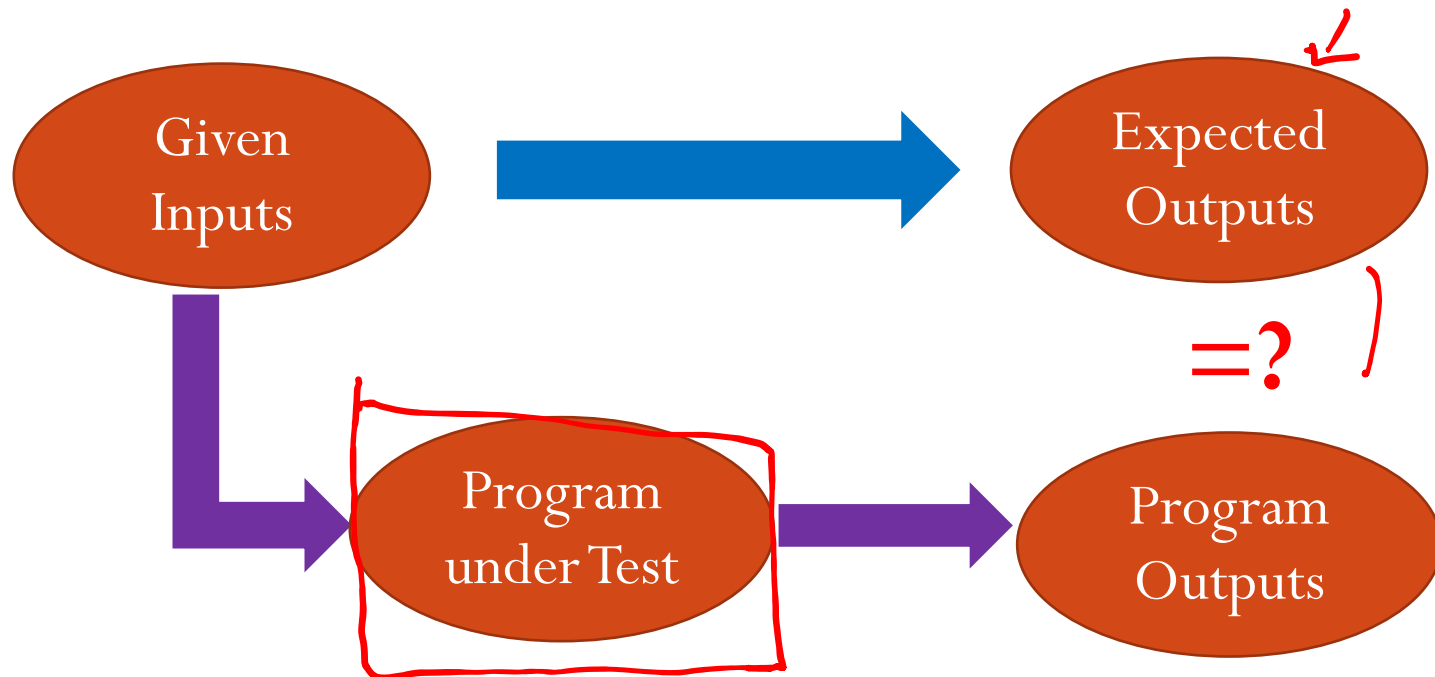 Given
Inputs
Expected
Outputs
=?
Program
under Test
Program
Outputs